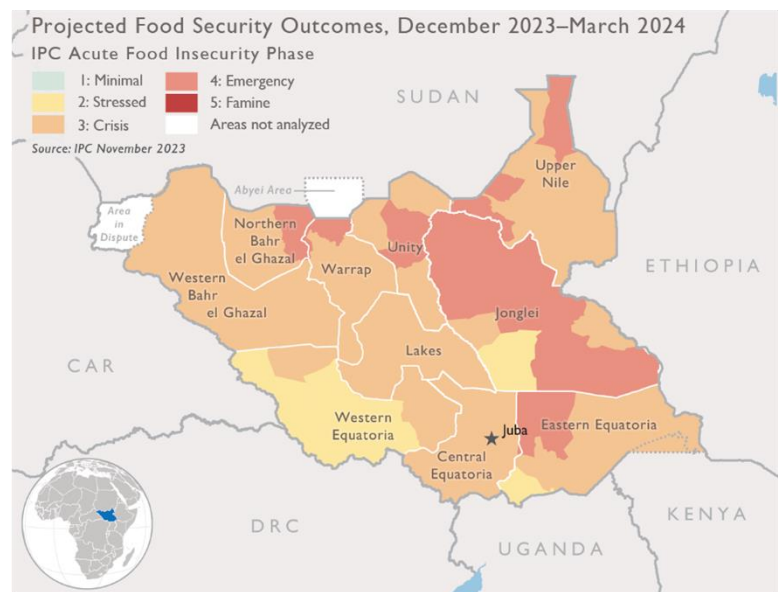 Projected Food Security Outcomes, December 2023–March 2024
IPC Acute Food Insecurity Phase
1: Minimal
2: Stressed
3: Crisis
4: Emergency
5: Famine
Areas not analyzed
Source: IPC November 2023
SUDAN
Abyei Area
Area
in
Dispute
Upper
Nile
Northern
Bahr
el Ghazal
Unity
Warrap
Western
Bahr
el Ghazal
ETHIOPIA
Jonglei
Lakes
CAR
Western
Equatoria
Juba
Eastern Equatoria
Central
Equatoria
DRC
UGANDA
KENYA